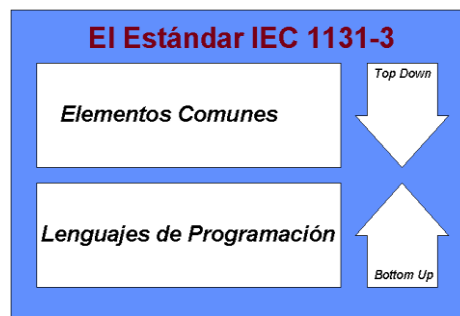 El Estándar IEC 1131-3
Elementos Comunes
Top Down
Lenguajes de Programación
Bottom Up